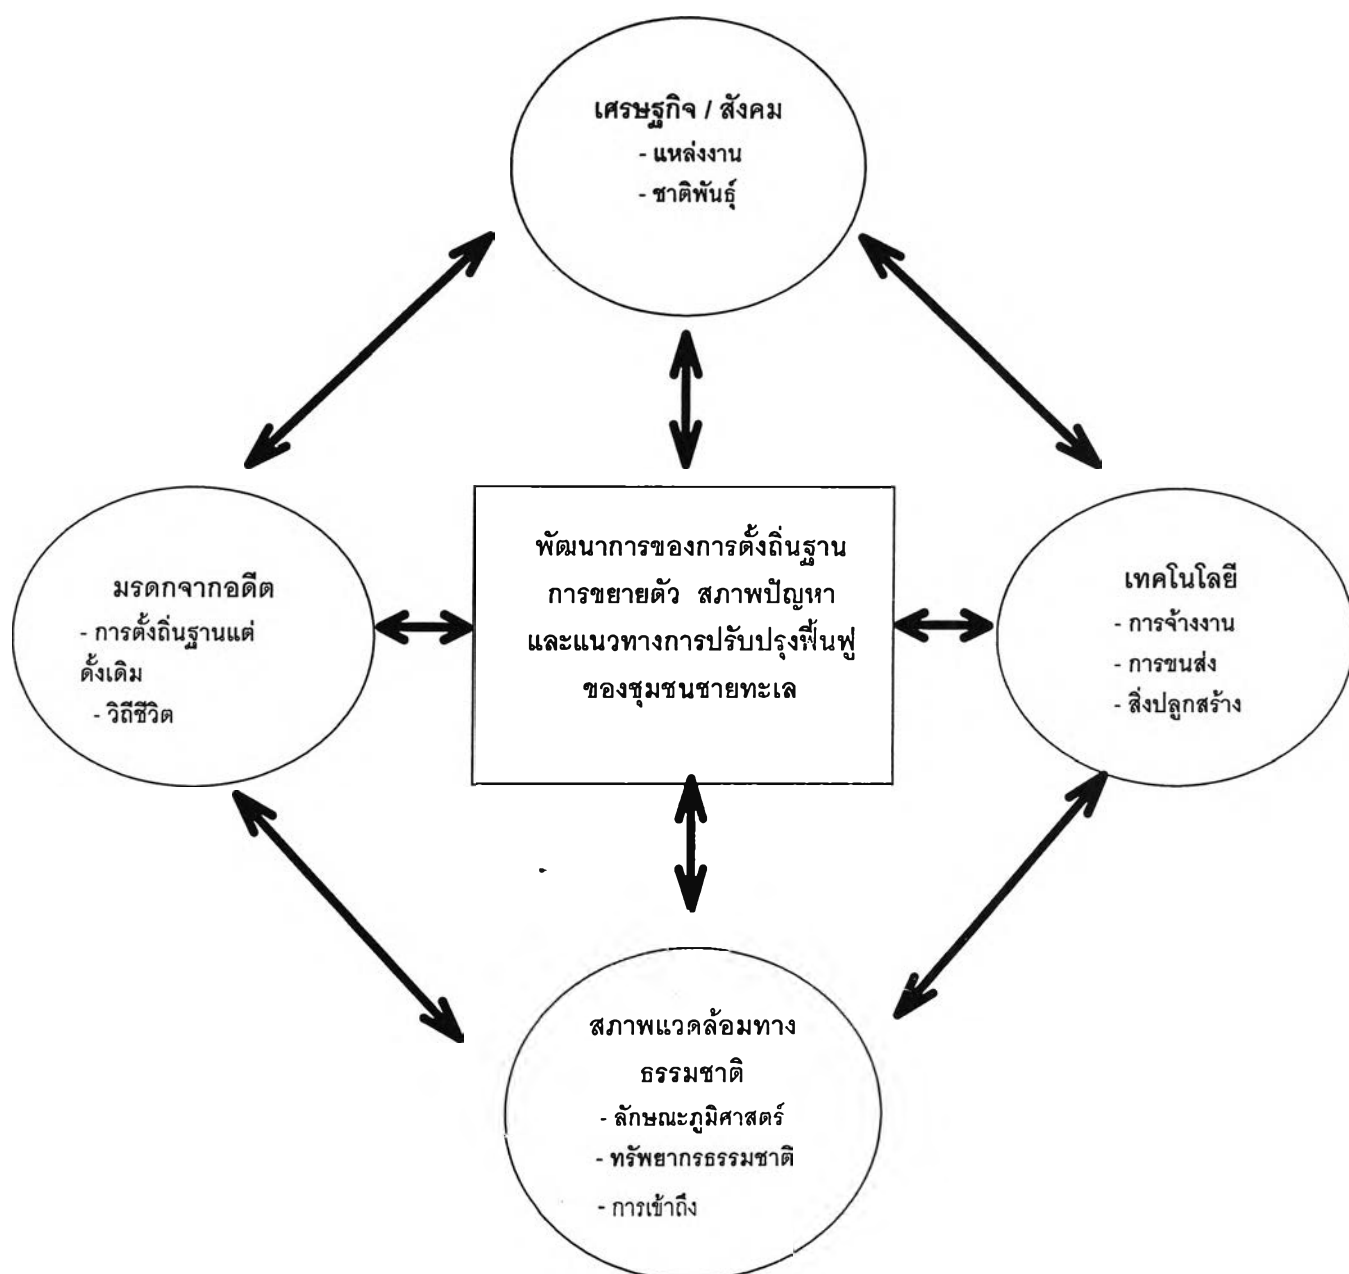 เศรษฐกิจ / สังคม
- แหล่งงาน
- ชาติพันธุ์
มรดกจากอดีต
- การตั้งถิ่นฐานแต่
ดั้งเดิม
- วิถีชีวิต
พัฒนาการของการตั้งถิ่นฐาน
การขยายตัว สภาพปัญหา
และแนวทางการปรับปรุงฟื้นฟู
ของชุมชนชายทะเล
เทคโนโลยี
- การจ้างงาน
- การขนส่ง
- สิ่งปลูกสร้าง
สภาพแวดล้อมทาง
ธรรมชาติ
- ลักษณะภูมิศาสตร์
- ทรัพยากรธรรมชาติ
- การเข้าถึง